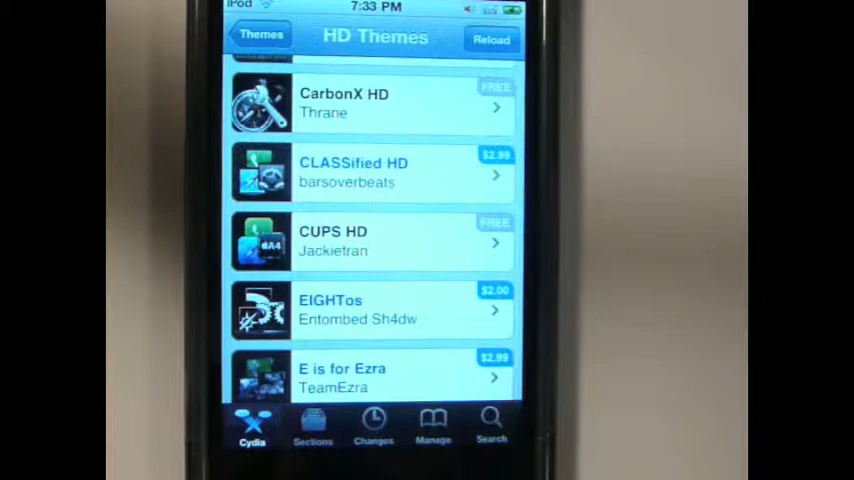 iPod 7:33 PM
Themes HD Themes Reload
CarbonX HD FREE
Thrane
CLASSified HD $2.99
barsoverbeats
CUPS HD FREE
Jackietran
A4
EIGHTos $2.00
Entombed Sh4dw
E is for Ezra $2.99
TeamEzra
Cydia Sections Changes Manage Search